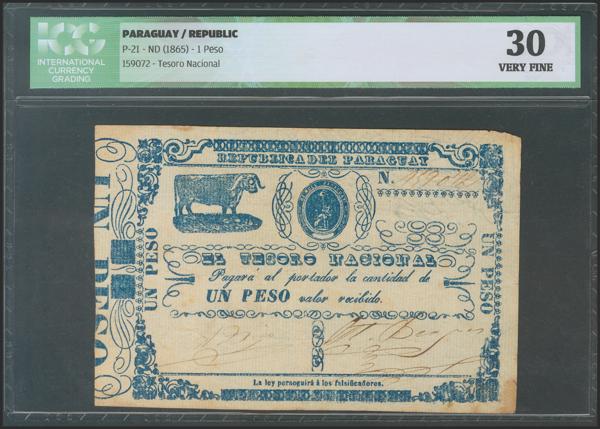 ICG
INTERNATIONAL
CURRENCY
GRADING
PARAGUAY / REPUBLIC
P-21 - ND (1865) - 1 Peso
159072 - Tesoro Nacional
30
VERY FINE
REPUBLICA DEL PARAGUAY
N.
EL TESORO NACIONAL
Pagará al portador la cantidad de
UN PESO valor recibido.
UN PESO
UN PESO
UN PESO
La ley perseguirá à los falsificadores.